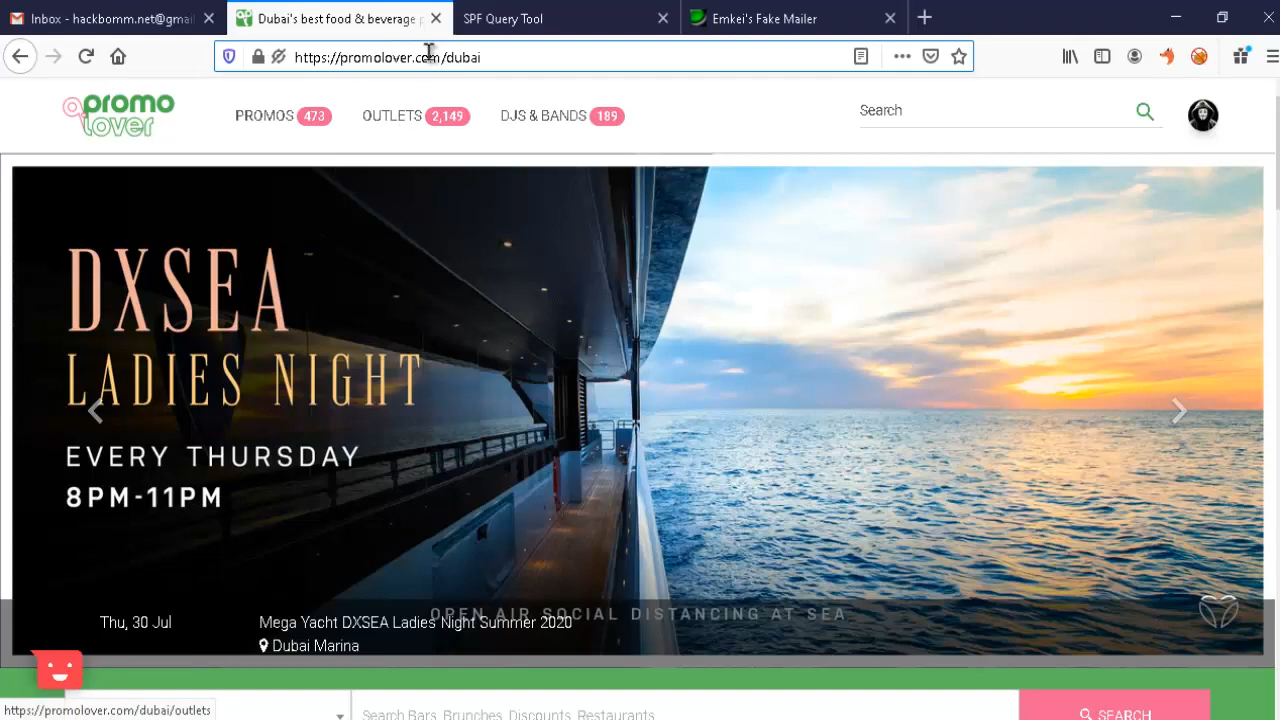 Inbox - hackbomm.net@gmai
Dubai's best food & beverage p
SPF Query Tool
Emkei's Fake Mailer
https://promolover.com/dubai
promo lover
PROMOS 473
OUTLETS 2,149
DJS & BANDS 189
Search
DXSEA
LADIES NIGHT
EVERY THURSDAY
8PM-11PM
OPEN AIR SOCIAL DISTANCING AT SEA
Thu, 30 Jul
Mega Yacht DXSEA Ladies Night Summer 2020
Dubai Marina
https://promolover.com/dubai/outlets
Search Bars, Brunches, Discounts, Restaurants
SEARCH